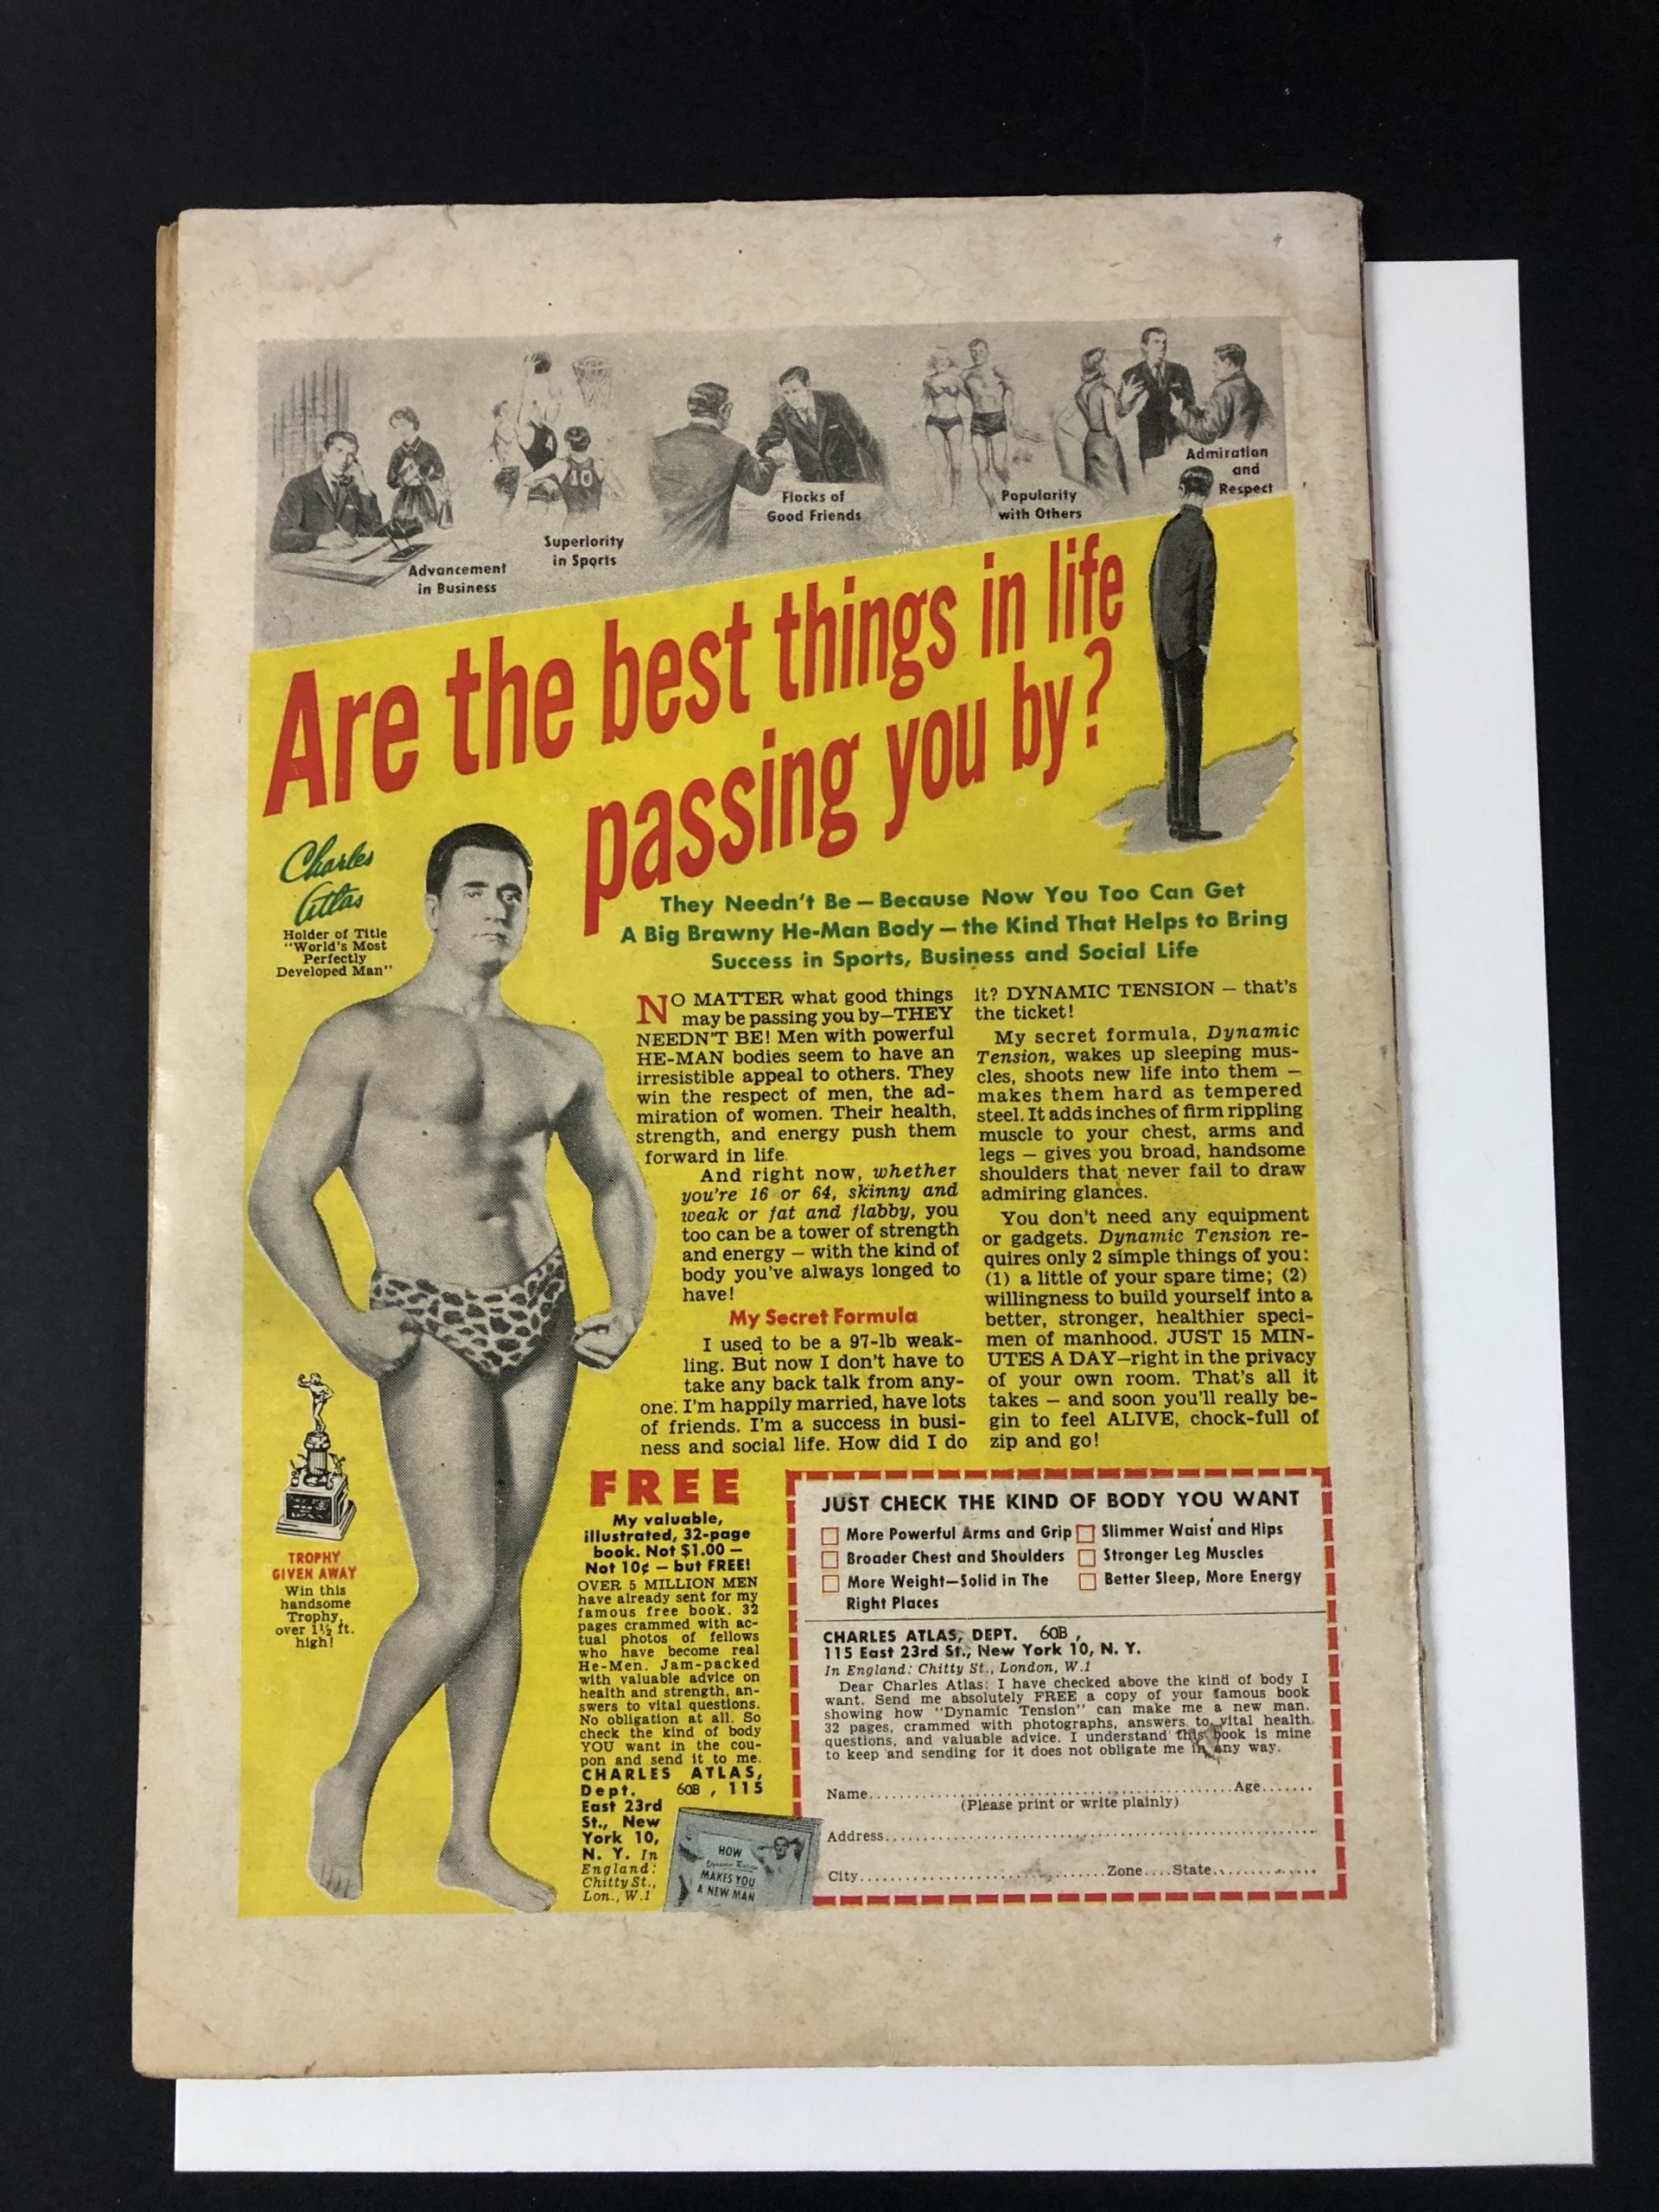 Advancement
in Business
Superiority
in Sports
10
Flocks of
Good Friends
Popularity
with Others
Admiration
and
Respect
Are the best things in life
passing you by?
Charles
Atlas
Holder of Title
"World's Most
Perfectly
Developed Man"
They Needn't Be — Because Now You Too Can Get
A Big Brawny He-Man Body — the Kind That Helps to Bring
Success in Sports, Business and Social Life
NO MATTER what good things
may be passing you by—THEY
NEEDN'T BE! Men with powerful
HE-MAN bodies seem to have an
irresistible appeal to others. They
win the respect of men, the ad-
miration of women. Their health,
strength, and energy push them
forward in life.
And right now, whether
you're 16 or 64, skinny and
weak or fat and flabby, you
too can be a tower of strength
and energy — with the kind of
body you've always longed to
have!
My Secret Formula
I used to be a 97-lb weak-
ling. But now I don't have to
take any back talk from any-
one. I'm happily married, have lots
of friends. I'm a success in busi-
ness and social life. How did I do
it? DYNAMIC TENSION — that's
the ticket!
My secret formula, Dynamic
Tension, wakes up sleeping mus-
cles, shoots new life into them —
makes them hard as tempered
steel. It adds inches of firm rippling
muscle to your chest, arms and
legs — gives you broad, handsome
shoulders that never fail to draw
admiring glances.
You don't need any equipment
or gadgets. Dynamic Tension re-
quires only 2 simple things of you:
(1) a little of your spare time; (2)
willingness to build yourself into a
better, stronger, healthier speci-
men of manhood. JUST 15 MIN-
UTES A DAY—right in the privacy
of your own room. That's all it
takes — and soon you'll really be-
gin to feel ALIVE, chock-full of
zip and go!
TROPHY
GIVEN AWAY
Win this
handsome
Trophy,
over 1½ ft.
high!
FREE
My valuable,
illustrated, 32-page
book. Not $1.00 —
Not 10¢ — but FREE!
OVER 5 MILLION MEN
have already sent for my
famous free book. 32
pages crammed with ac-
tual photos of fellows
who have become real
He-Men. Jam-packed
with valuable advice on
health and strength, an-
swers to vital questions.
No obligation at all. So
check the kind of body
YOU want in the cou-
pon and send it to me.
CHARLES ATLAS,
Dept. 60B, 115
East 23rd
St., New
York 10,
N. Y. In
England:
Chitty St.,
Lon., W.1
HOW
Dynamic Tension
MAKES YOU
A NEW MAN
JUST CHECK THE KIND OF BODY YOU WANT
More Powerful Arms and Grip
Broader Chest and Shoulders
More Weight—Solid in The
Right Places
Slimmer Waist and Hips
Stronger Leg Muscles
Better Sleep, More Energy
CHARLES ATLAS, DEPT. 60B,
115 East 23rd St., New York 10, N. Y.
In England: Chitty St., London, W.1
Dear Charles Atlas: I have checked above the kind of body I
want. Send me absolutely FREE a copy of your famous book
showing how "Dynamic Tension" can make me a new man.
32 pages, crammed with photographs, answers to vital health
questions, and valuable advice. I understand this book is mine
to keep and sending for it does not obligate me in any way.
Name..........Age.......
(Please print or write plainly)
Address..........
City..........Zone....State..........